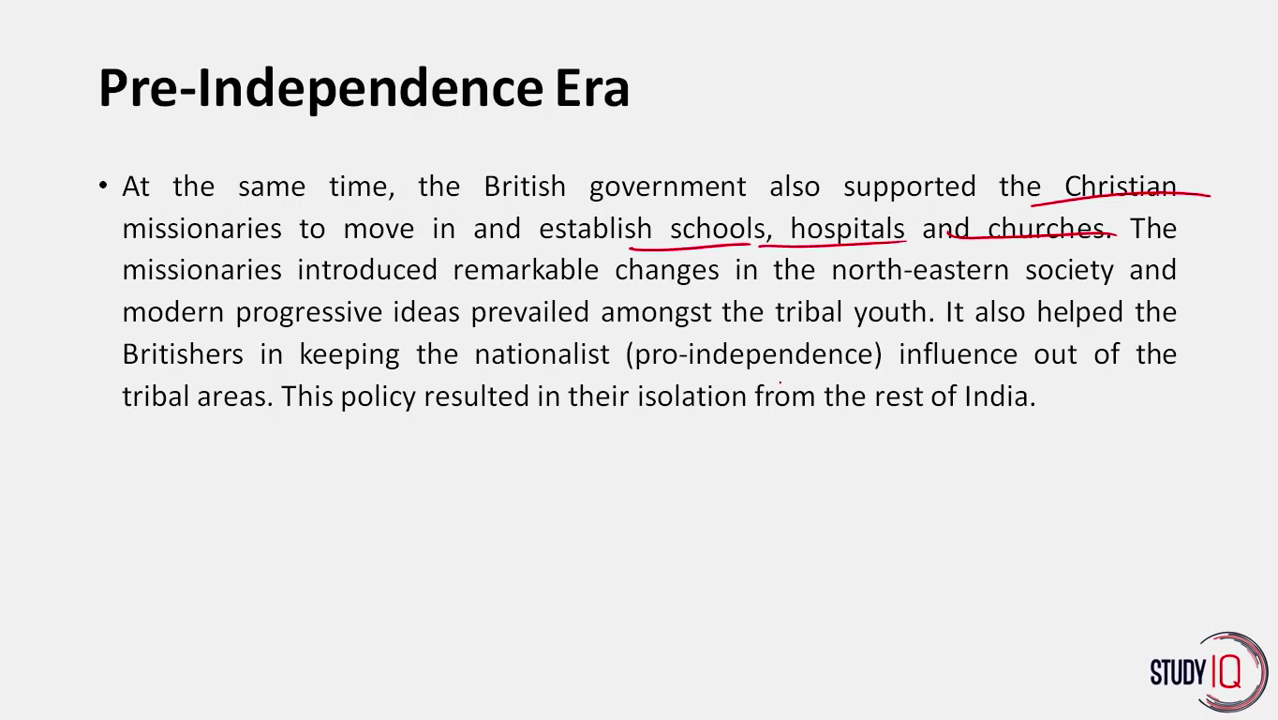 Pre-Independence Era
• At the same time, the British government also supported the Christian
missionaries to move in and establish schools, hospitals and churches. The
missionaries introduced remarkable changes in the north-eastern society and
modern progressive ideas prevailed amongst the tribal youth. It also helped the
Britishers in keeping the nationalist (pro-independence) influence out of the
tribal areas. This policy resulted in their isolation from the rest of India.
STUDY IQ